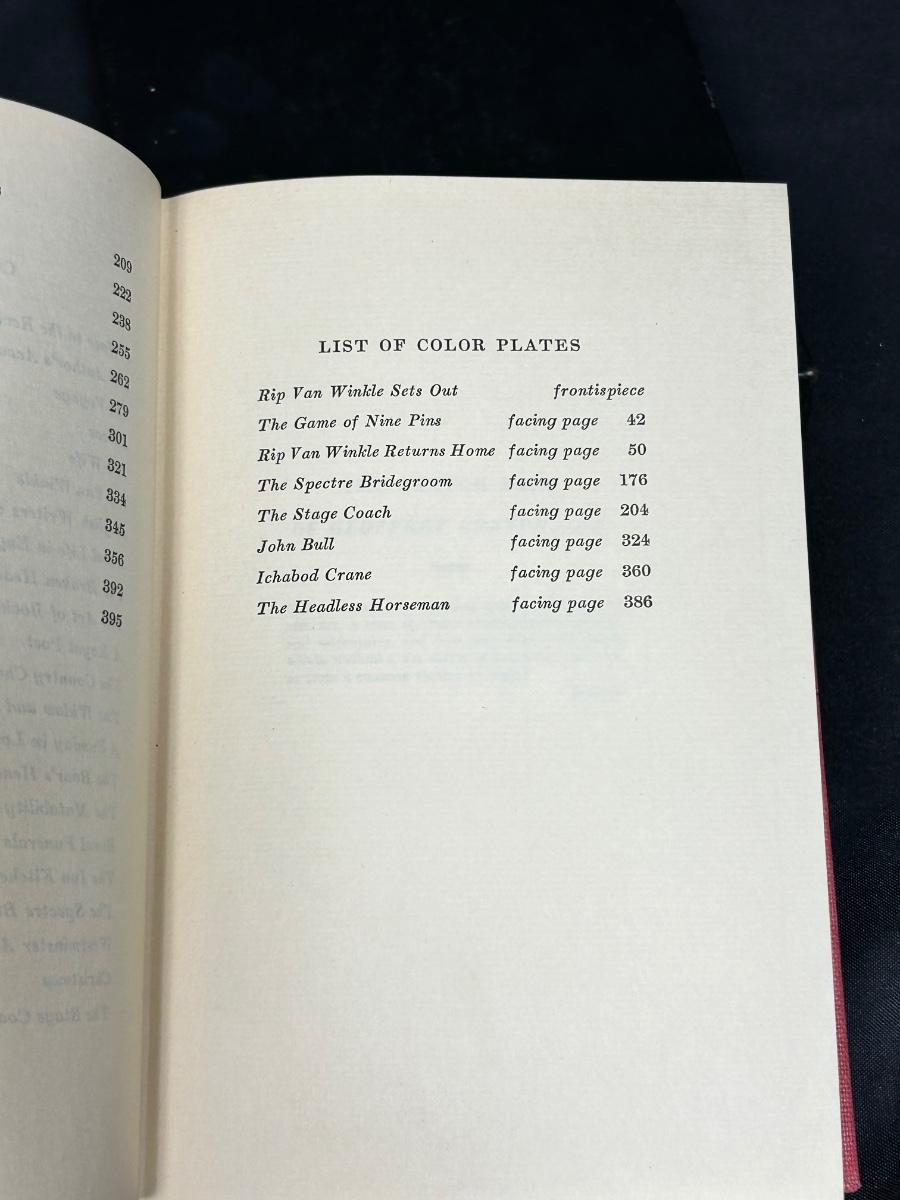 209
222
238
255
262
279
301
321
334
345
356
392
395
LIST OF COLOR PLATES
Rip Van Winkle Sets Out frontispiece
The Game of Nine Pins facing page 42
Rip Van Winkle Returns Home facing page 50
The Spectre Bridegroom facing page 176
The Stage Coach facing page 204
John Bull facing page 324
Ichabod Crane facing page 360
The Headless Horseman facing page 386